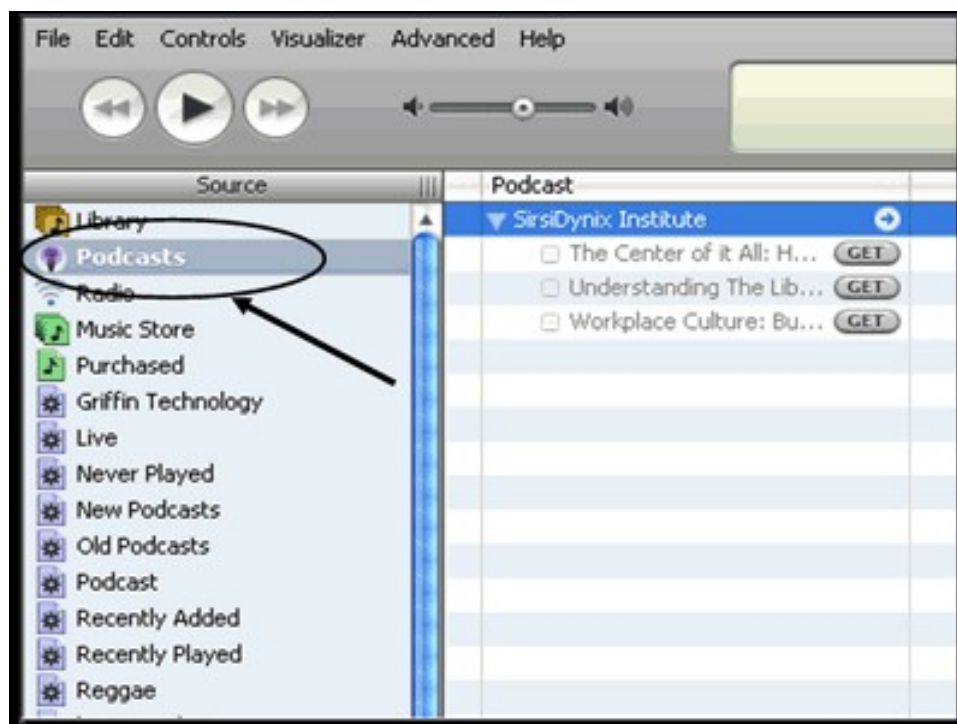 File Edit Controls Visualizer Advanced Help
Source
Podcast
Library
Podcasts
Radio
Music Store
Purchased
Griffin Technology
Live
Never Played
New Podcasts
Old Podcasts
Podcast
Recently Added
Recently Played
Reggae
SirsiDynix Institute
The Center of it All: H... GET
Understanding The Lib... GET
Workplace Culture: Bu... GET